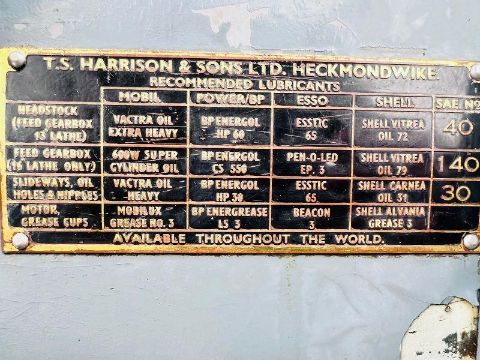 T.S. HARRISON & SONS LTD. HECKMONDWIKE.
RECOMMENDED LUBRICANTS
MOBIL POWER/BP ESSO SHELL SAE Nº
HEADSTOCK VACTRA OIL BP ENERGOL ESSTIC SHELL VITREA 40
(FEED GEARBOX EXTRA HEAVY HP 60 65 OIL 72
13 LATHE)
FEED GEARBOX 600W SUPER BP ENERGOL PEN-O-LED SHELL VITREA 140
(16 LATHE ONLY) CYLINDER OIL CS 550 EP. 3 OIL 79
SLIDEWAYS, OIL VACTRA OIL BP ENERGOL ESSTIC SHELL CARNEA 30
HOLES & NIPPLES HEAVY HP 30 65 OIL 31
MOTOR, MOBILUX BP ENERGREASE BEACON SHELL ALVANIA
GREASE CUPS GREASE NO. 3 LS 3 3 GREASE 3
AVAILABLE THROUGHOUT THE WORLD.